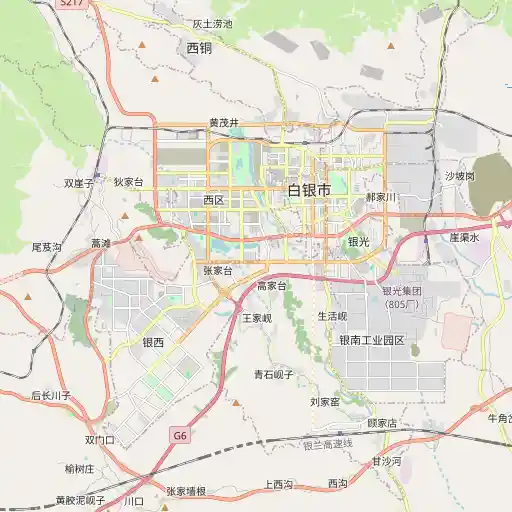 S217
灰土涝池
西铜
黄茂井
沙坡岗
双崖子
狄家台
白银市
郝家川
西区
尾芨沟
蒿滩
银光
崖渠水
张家台
高家台
银光集团
（805厂）
王家岘
生活岘
银西
银南工业园区
青石岘子
后长川子
刘家窑
牛角岔
顾家店
双门口
G6
银兰高速线
榆树庄
甘沙河
上西沟
西沟
张家墙根
黄胶泥岘子
川口